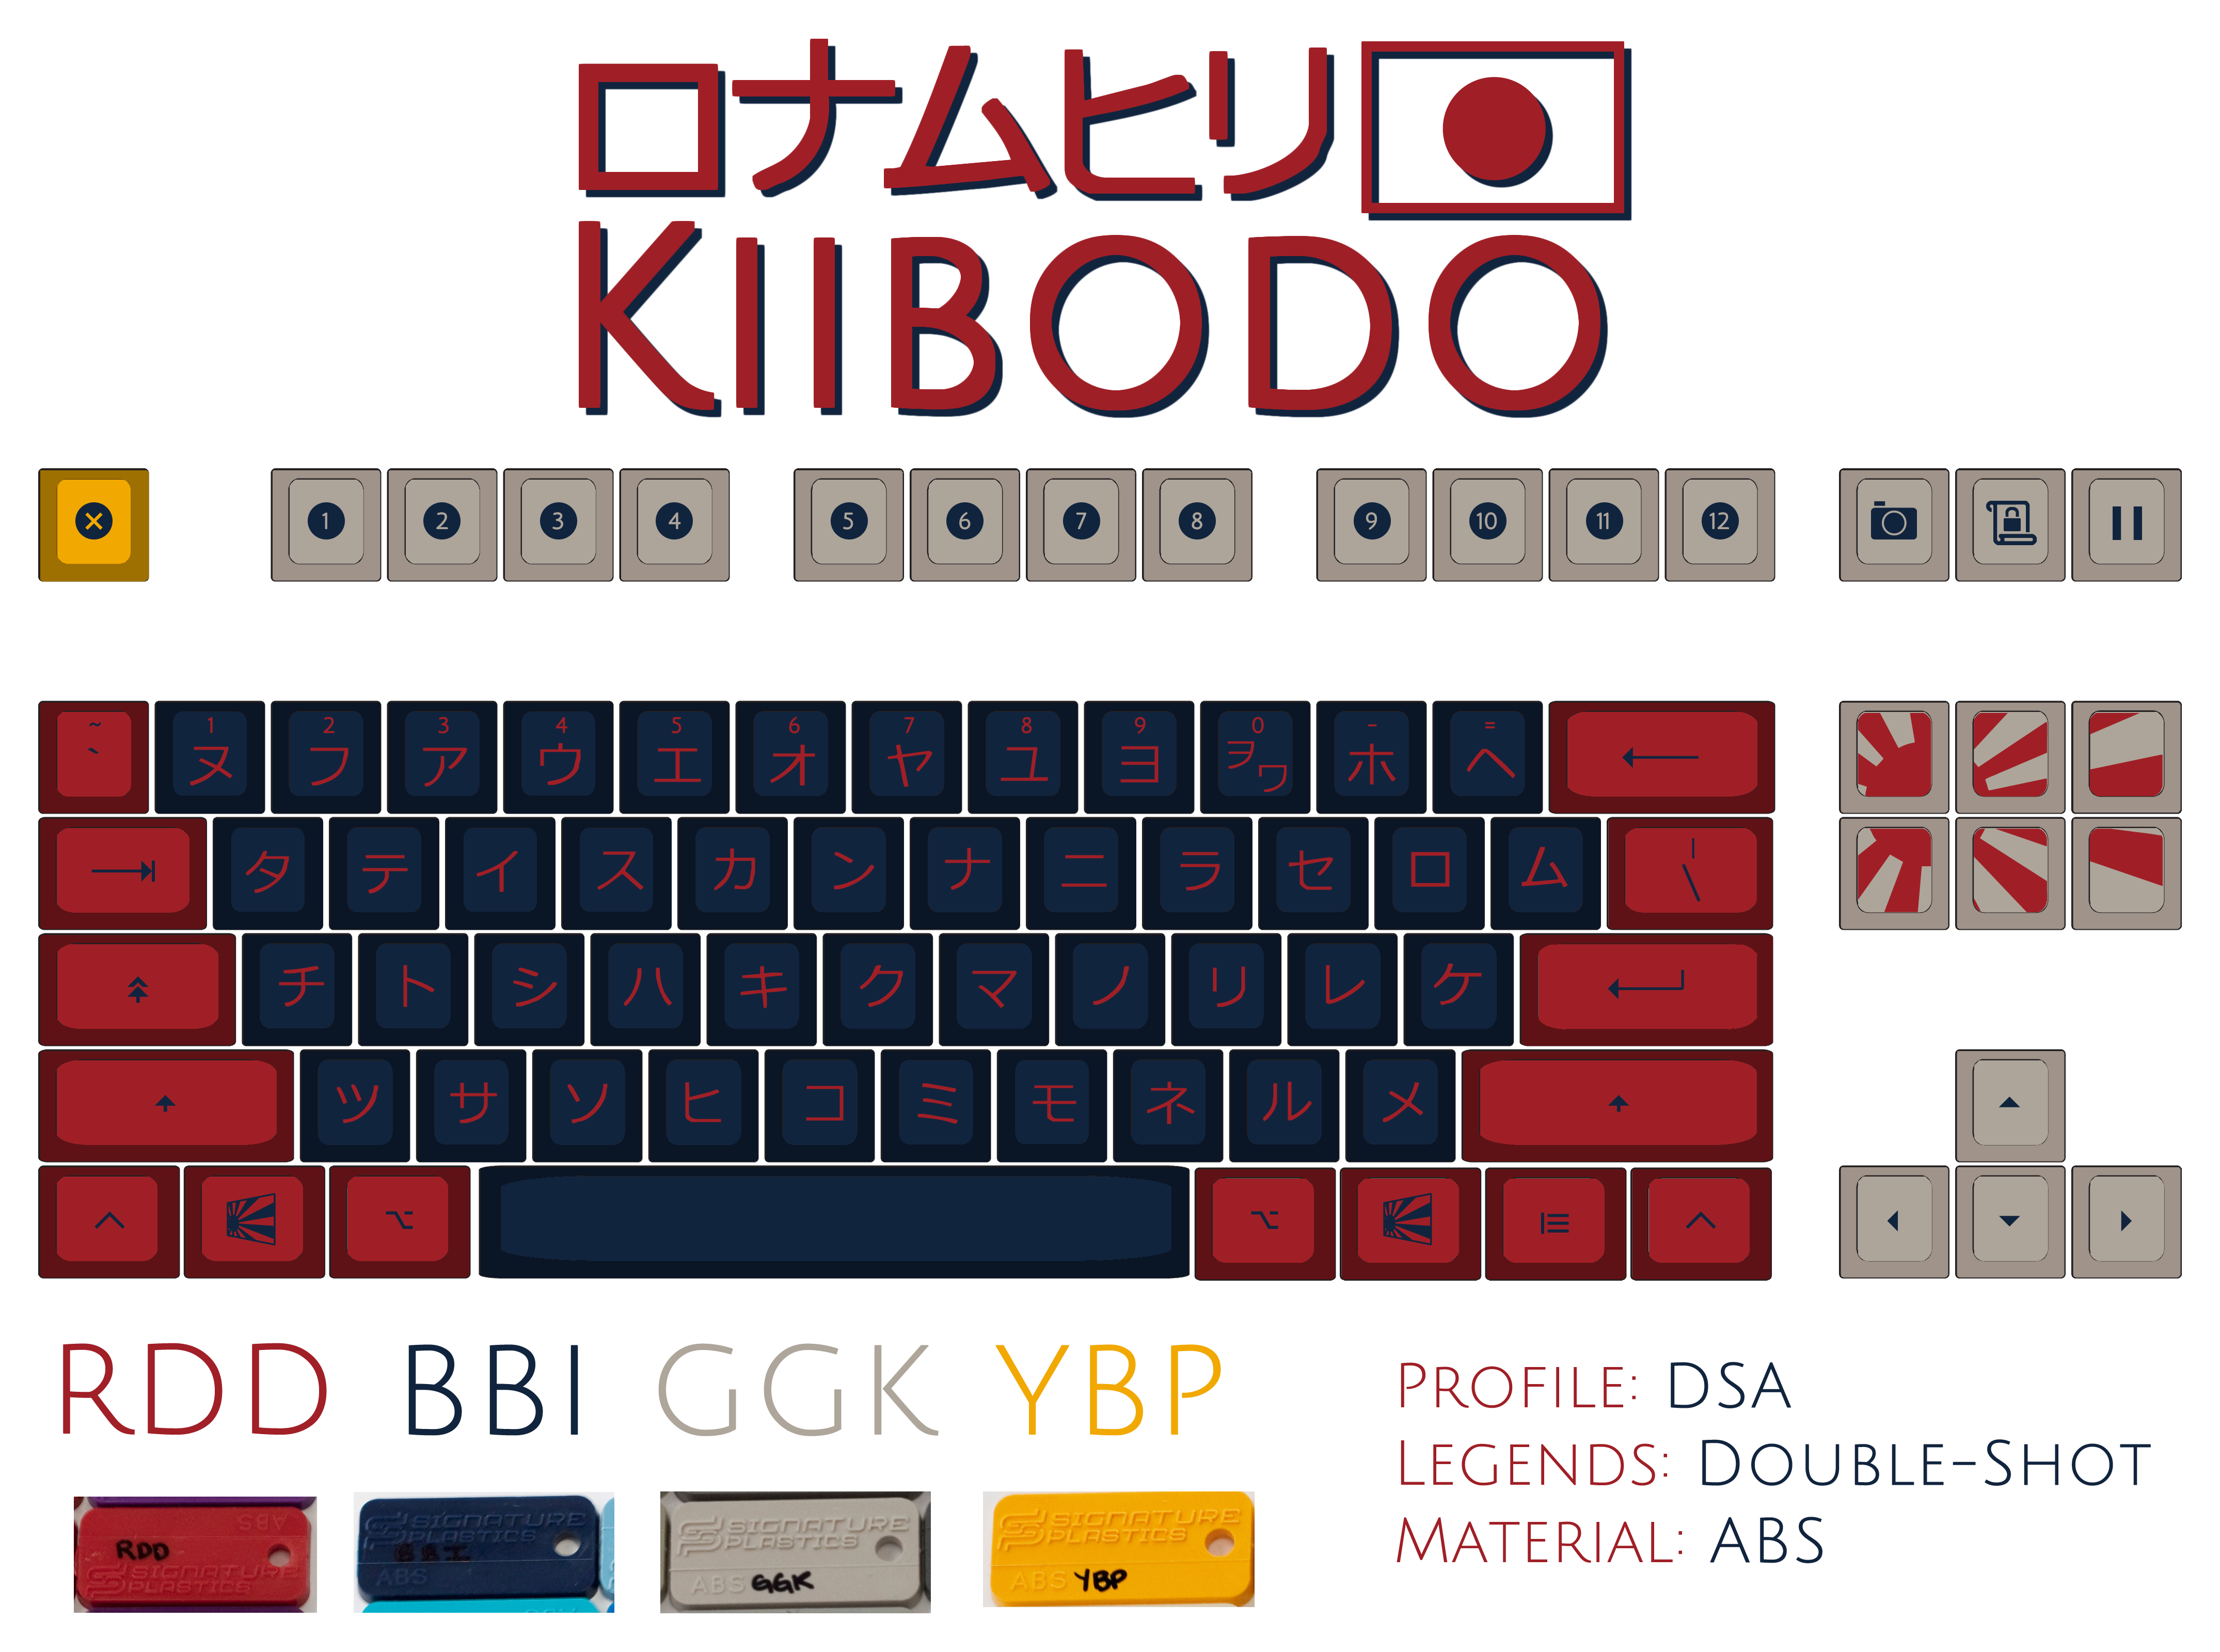 ロナムヒリ
KIIBODO
1 2 3 4 5 6 7 8 9 10 11 12
~ 1 2 3 4 5 6 7 8 9 0 - =
` ヌ フ ア ウ エ オ ヤ ユ ヨ ヲ ワ ホ ヘ
タ テ イ ス カ ン ナ ニ ラ セ ロ ム | \
チ ト シ ハ キ ク マ ノ リ レ ケ
ツ サ ソ ヒ コ ミ モ ネ ル メ
RDD BBI GGK YBP
PROFILE: DSA
LEGENDS: DOUBLE-SHOT
MATERIAL: ABS
ABS
RDD
SIGNATURE
PLASTICS
SIGNATURE
PLASTICS
BBI
ABS
SIGNATURE
PLASTICS
ABS GGK
SIGNATURE
PLASTICS
ABS YBP